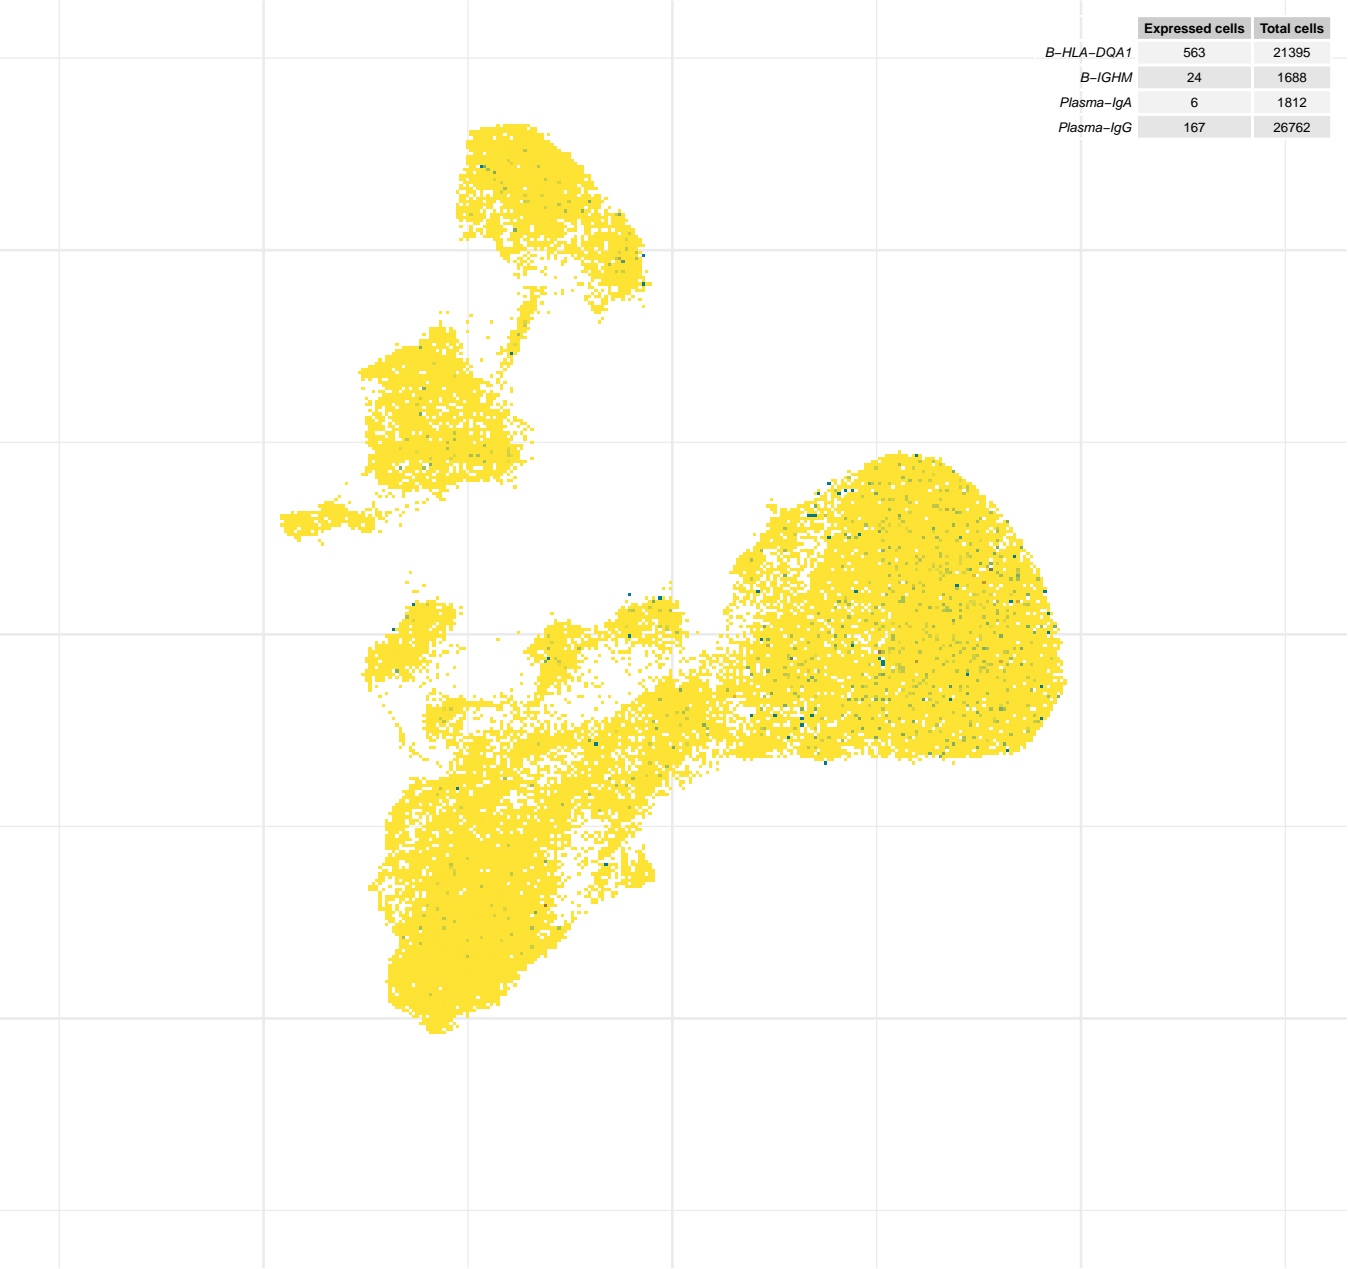 Expressed cells Total cells
B−HLA−DQA1 563 21395
B−IGHM 24 1688
Plasma−IgA 6 1812
Plasma−IgG 167 26762